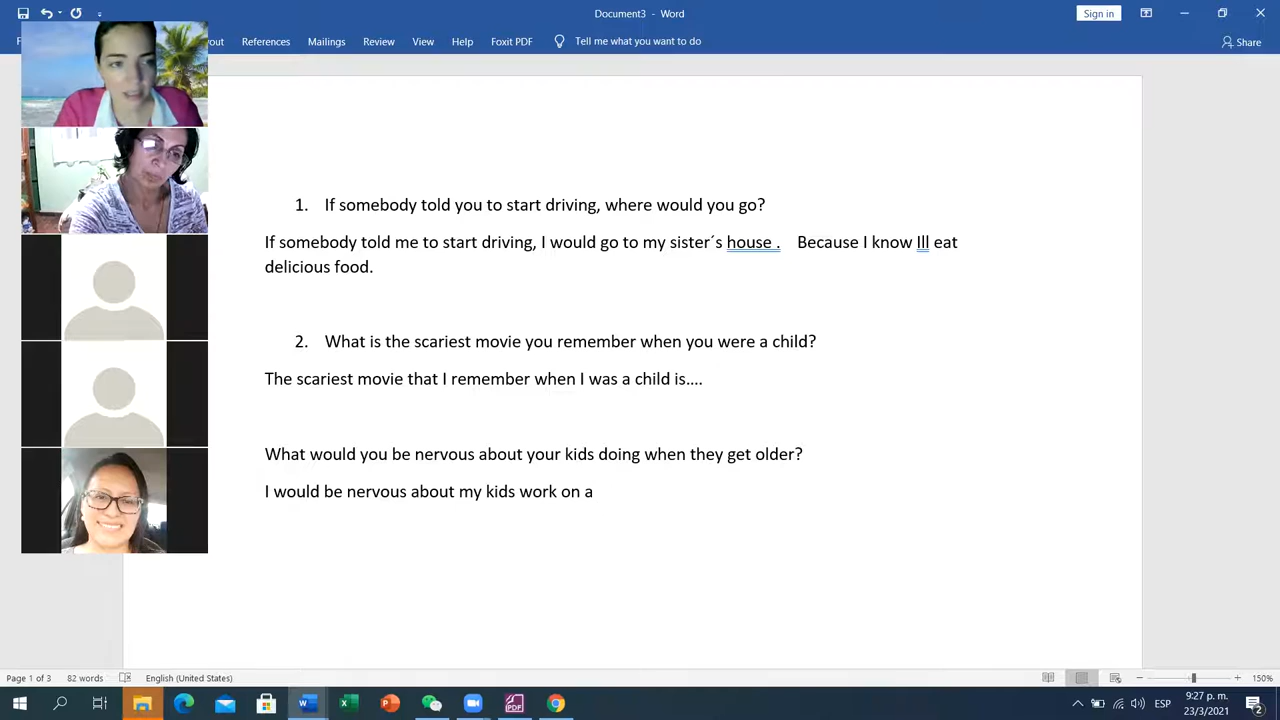 Document3 - Word
Sign in
F
out References Mailings Review View Help Foxit PDF Tell me what you want to do
Share
1. If somebody told you to start driving, where would you go?
If somebody told me to start driving, I would go to my sister´s house . Because I know Ill eat
delicious food.
2. What is the scariest movie you remember when you were a child?
The scariest movie that I remember when I was a child is....
What would you be nervous about your kids doing when they get older?
I would be nervous about my kids work on a
Page 1 of 3 82 words English (United States)
150%
ESP
9:27 p. m.
23/3/2021
2